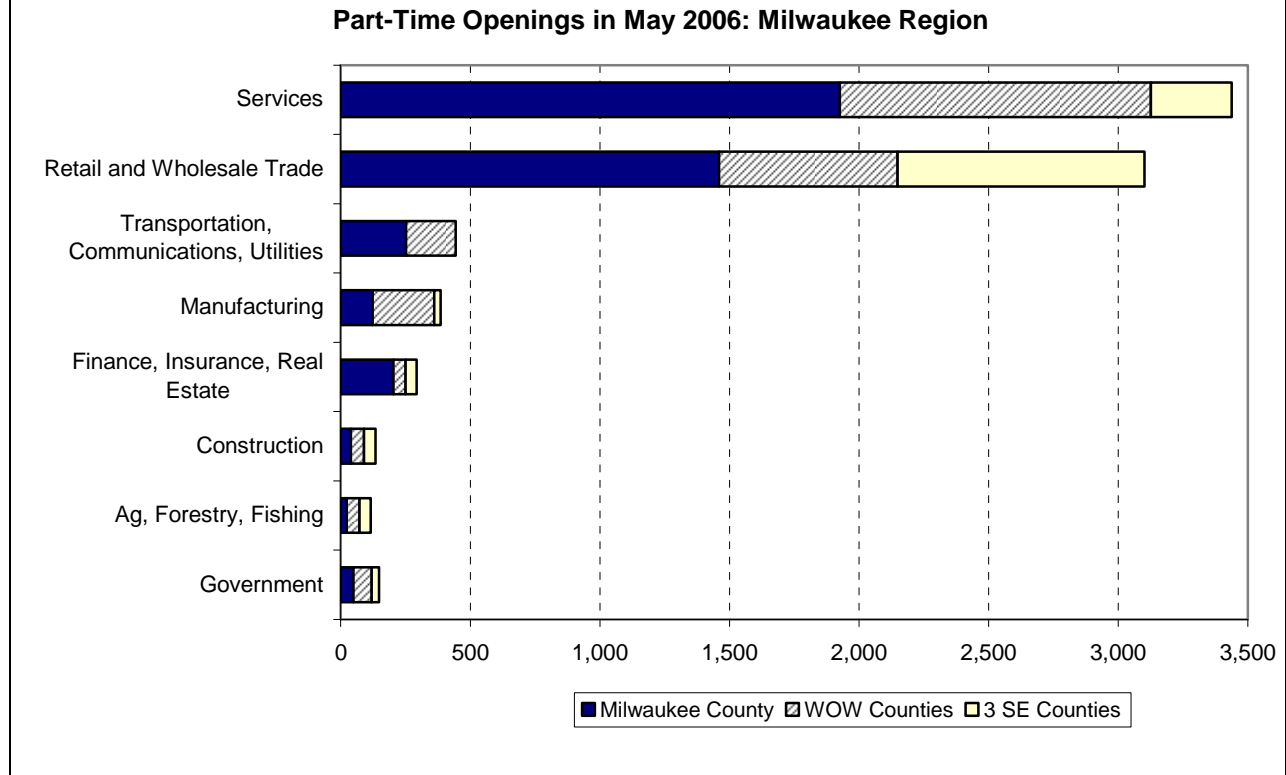 Part-Time Openings in May 2006: Milwaukee Region
Services
Retail and Wholesale Trade
Transportation,
Communications, Utilities
Manufacturing
Finance, Insurance, Real
Estate
Construction
Ag, Forestry, Fishing
Government
0 500 1,000 1,500 2,000 2,500 3,000 3,500
Milwaukee County WOW Counties 3 SE Counties